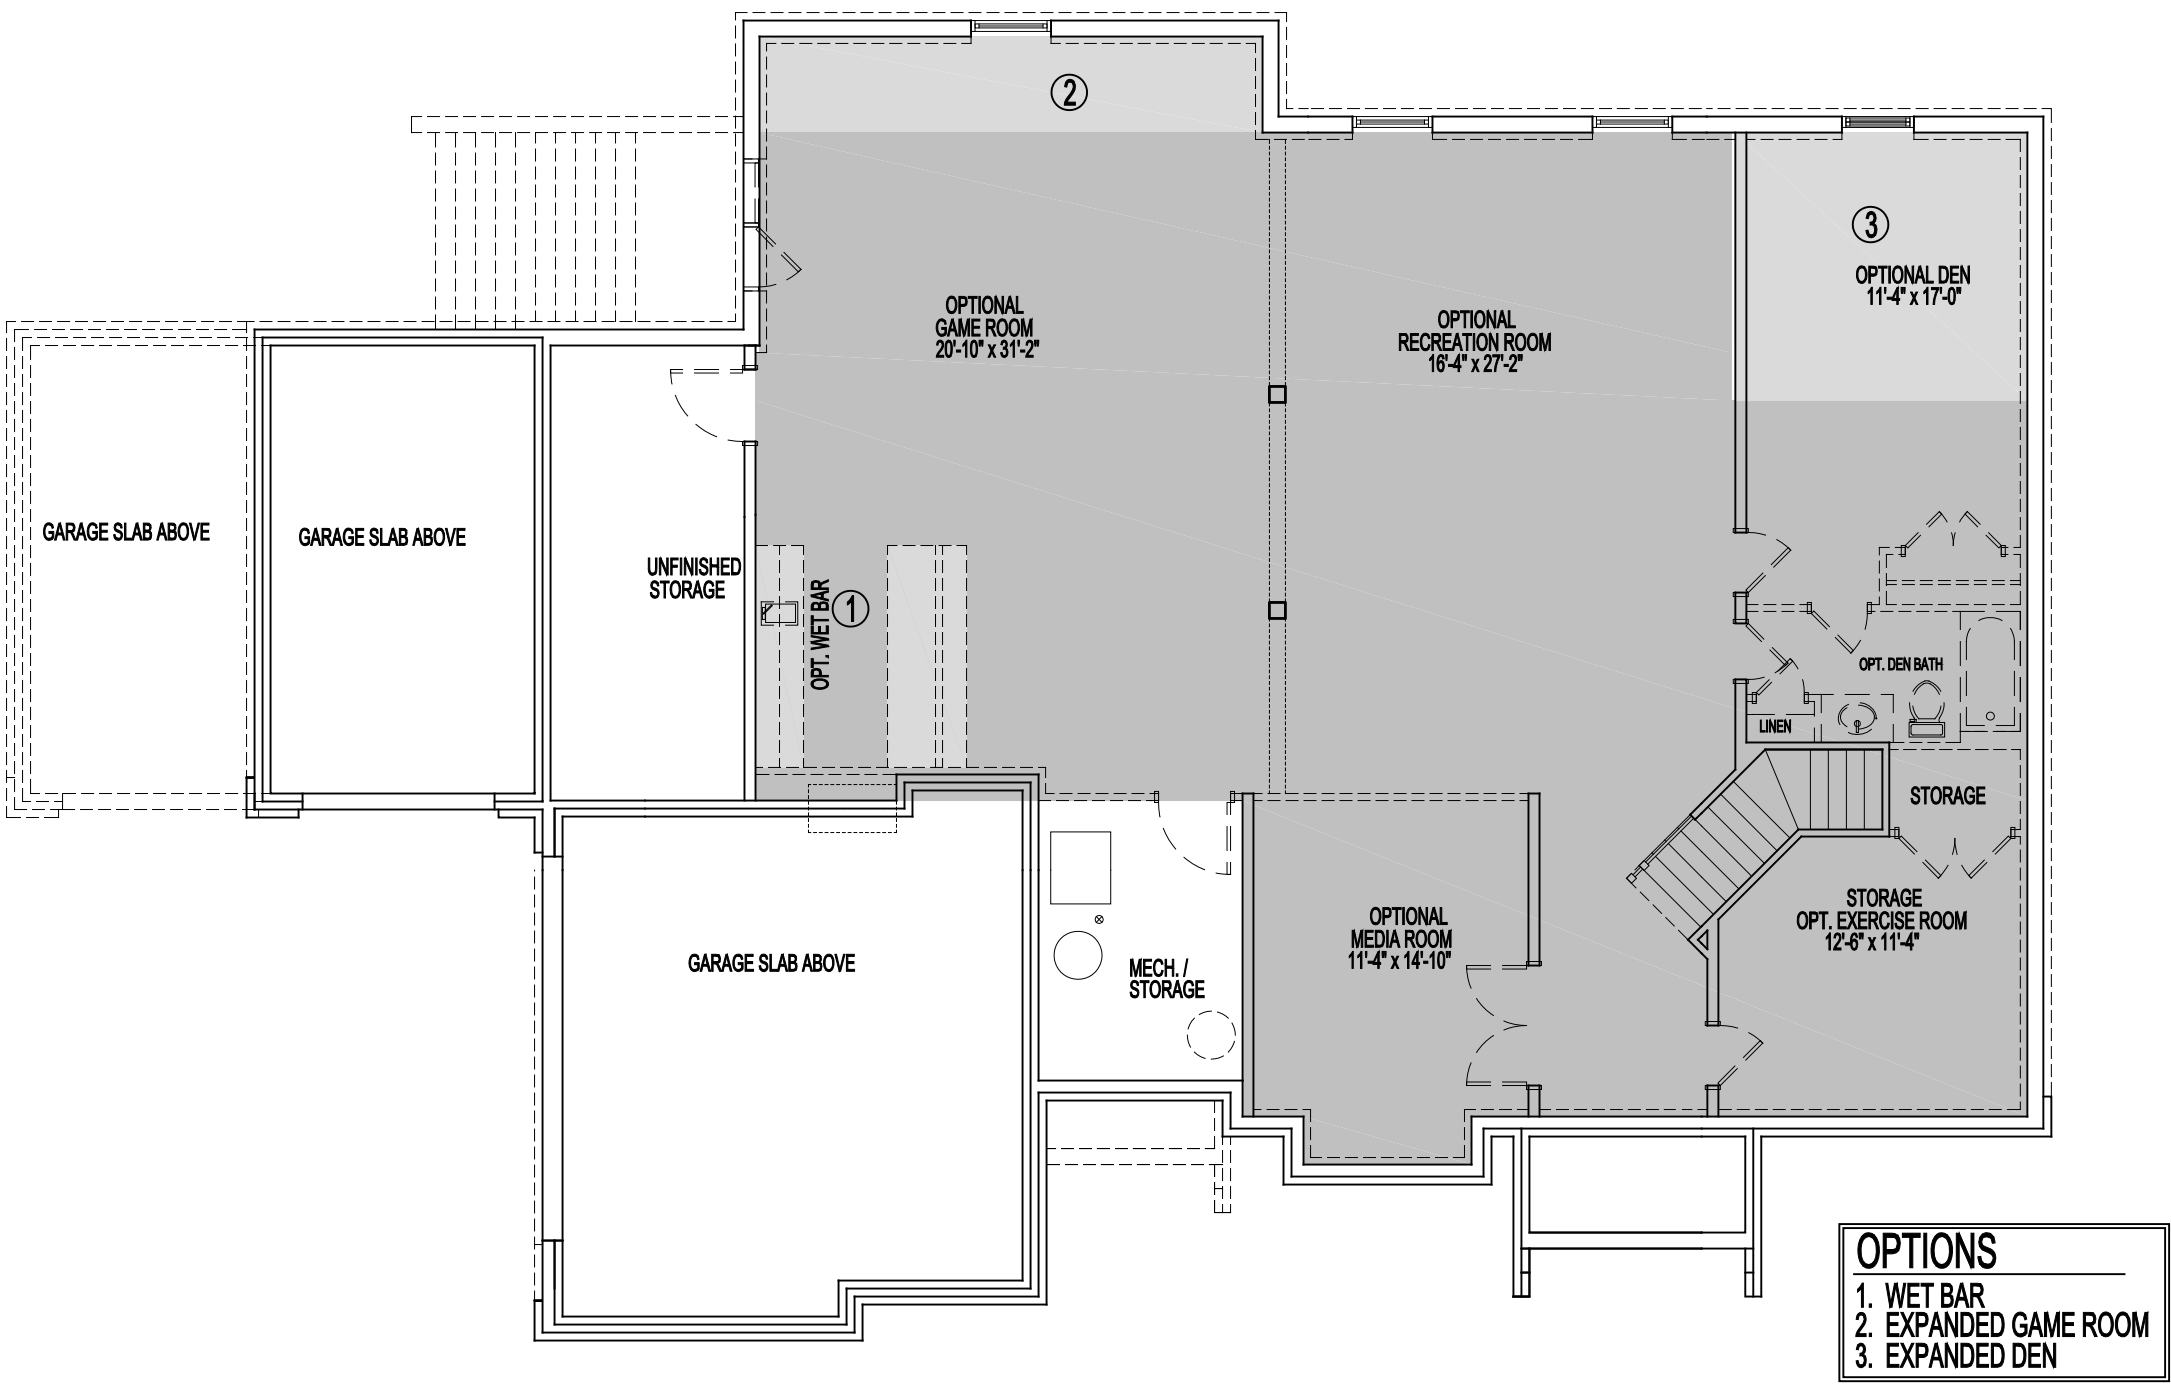 2
3
OPTIONAL DEN
11'-4" x 17'-0"
OPTIONAL
GAME ROOM
20'-10" x 31'-2"
OPTIONAL
RECREATION ROOM
16'-4" x 27'-2"
GARAGE SLAB ABOVE
GARAGE SLAB ABOVE
UNFINISHED
STORAGE
OPT. WET BAR
1
OPT. DEN BATH
LINEN
STORAGE
STORAGE
OPT. EXERCISE ROOM
12'-6" x 11'-4"
OPTIONAL
MEDIA ROOM
11'-4" x 14'-10"
GARAGE SLAB ABOVE
MECH. /
STORAGE
OPTIONS
1. WET BAR
2. EXPANDED GAME ROOM
3. EXPANDED DEN